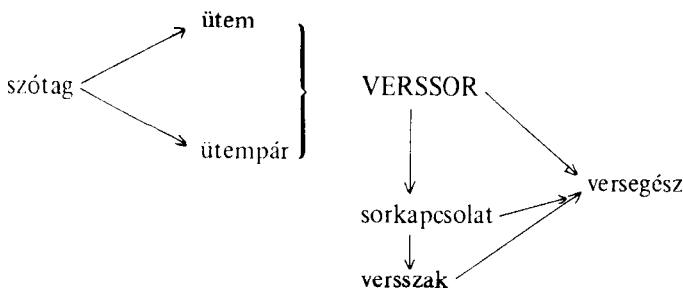 ütem
szótag
VERSSOR
ütempár
versegész
sorkapcsolat
versszak